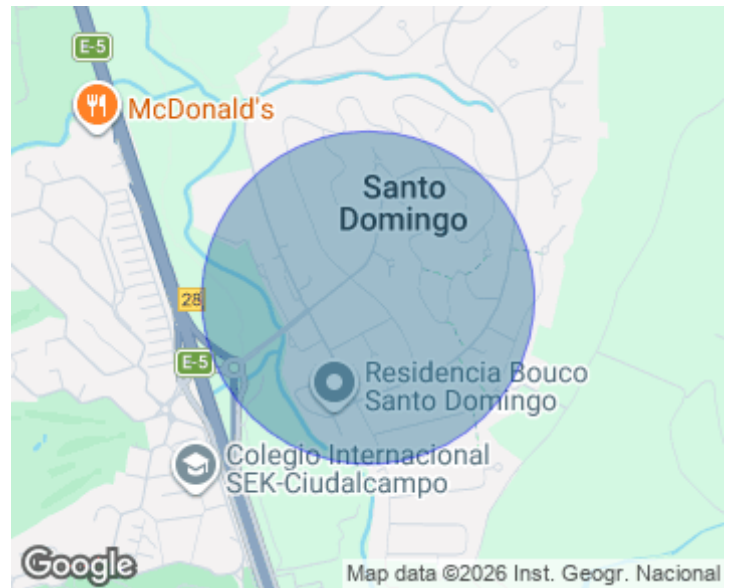 E-5
McDonald's
Santo
Domingo
28
E-5
Residencia Bouco
Santo Domingo
Colegio Internacional
SEK-Ciudalcampo
Google
Map data ©2026 Inst. Geogr. Nacional